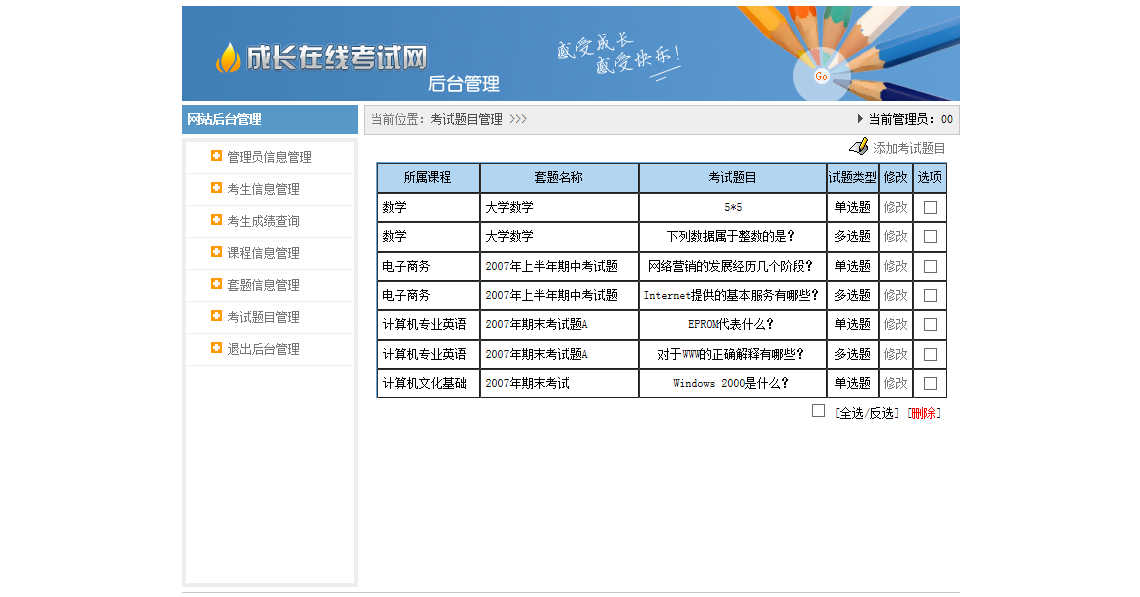 成长在线考试网
后台管理
感受成长
感受快乐!
Go
网站后台管理
当前位置: 考试题目管理 >>>
当前管理员: 00
管理员信息管理
考生信息管理
考生成绩查询
课程信息管理
套题信息管理
考试题目管理
退出后台管理
添加考试题目
所属课程 套题名称 考试题目 试题类型 修改 选项
数学 大学数学 5*5 单选题 修改
数学 大学数学 下列数据属于整数的是? 多选题 修改
电子商务 2007年上半年期中考试题 网络营销的发展经历几个阶段? 单选题 修改
电子商务 2007年上半年期中考试题 Internet提供的基本服务有哪些? 多选题 修改
计算机专业英语 2007年期末考试题A EPROM代表什么? 单选题 修改
计算机专业英语 2007年期末考试题A 对于WWW的正确解释有哪些? 多选题 修改
计算机文化基础 2007年期末考试 Windows 2000是什么? 单选题 修改
[全选/反选] [删除]